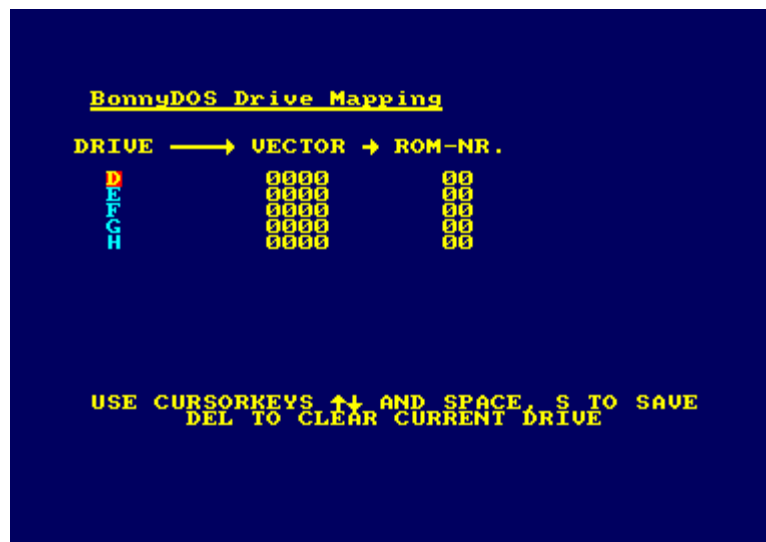 BonnyDOS Drive Mapping
DRIVE ⟶ VECTOR → ROM-NR.
D 0000 00
E 0000 00
F 0000 00
G 0000 00
H 0000 00
USE CURSORKEYS ↑↓ AND SPACE, S TO SAVE
DEL TO CLEAR CURRENT DRIVE